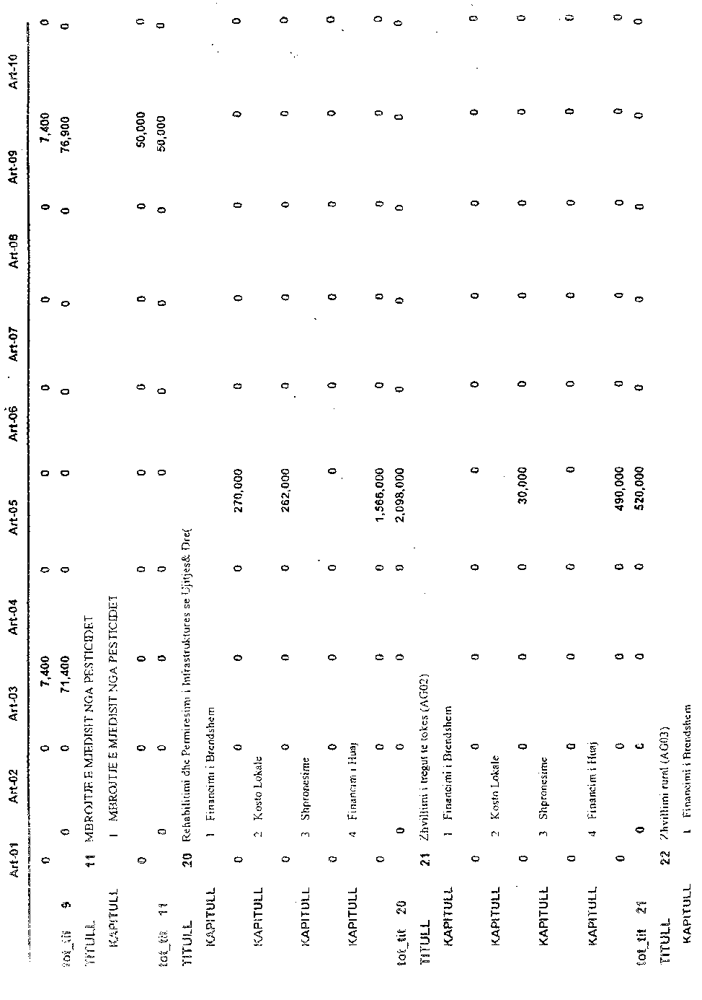 Art-01 Art-02 Art-03 Art-04 Art-05 Art-06 Art-07 Art-08 Art-09 Art-10
0 0 7,400 0 0 0 0 0 7,400 0
tot_tit 9 0 0 71,400 0 0 0 0 0 76,900 0
TITULL 11 MBROJTJE E MJEDISIT NGA PESTICIDET
KAPITULL 1 MBROJTJE E MJEDISIT NGA PESTICIDET
0 0 0 0 0 0 0 0 50,000 0
tot_tit 11 0 0 0 0 0 0 0 0 50,000 0
TITULL 20 Rehabilitimi dhe Permiresimi i Infrastruktures se Ujitjes& Dre(
KAPITULL 1 Financimi i Brendshem
0 0 0 0 270,000 0 0 0 0 0
KAPITULL 2 Kosto Lokale
0 0 0 0 262,000 0 0 0 0 0
KAPITULL 3 Shpronesime
0 0 0 0 0 0 0 0 0 0
KAPITULL 4 Financim i Huaj
0 0 0 0 1,566,000 0 0 0 0 0
tot_tit 20 0 0 0 0 2,098,000 0 0 0 0 0
TITULL 21 Zhvillimi i tregut te tokes (AG02)
KAPITULL 1 Financimi i Brendshem
0 0 0 0 0 0 0 0 0 0
KAPITULL 2 Kosto Lokale
0 0 0 0 30,000 0 0 0 0 0
KAPITULL 3 Shpronesime
0 0 0 0 0 0 0 0 0 0
KAPITULL 4 Financim i Huaj
0 0 0 0 490,000 0 0 0 0 0
tot_tit 21 0 0 0 0 520,000 0 0 0 0 0
TITULL 22 Zhvillimi rural (AG03)
KAPITULL 1 Financimi i Brendshem